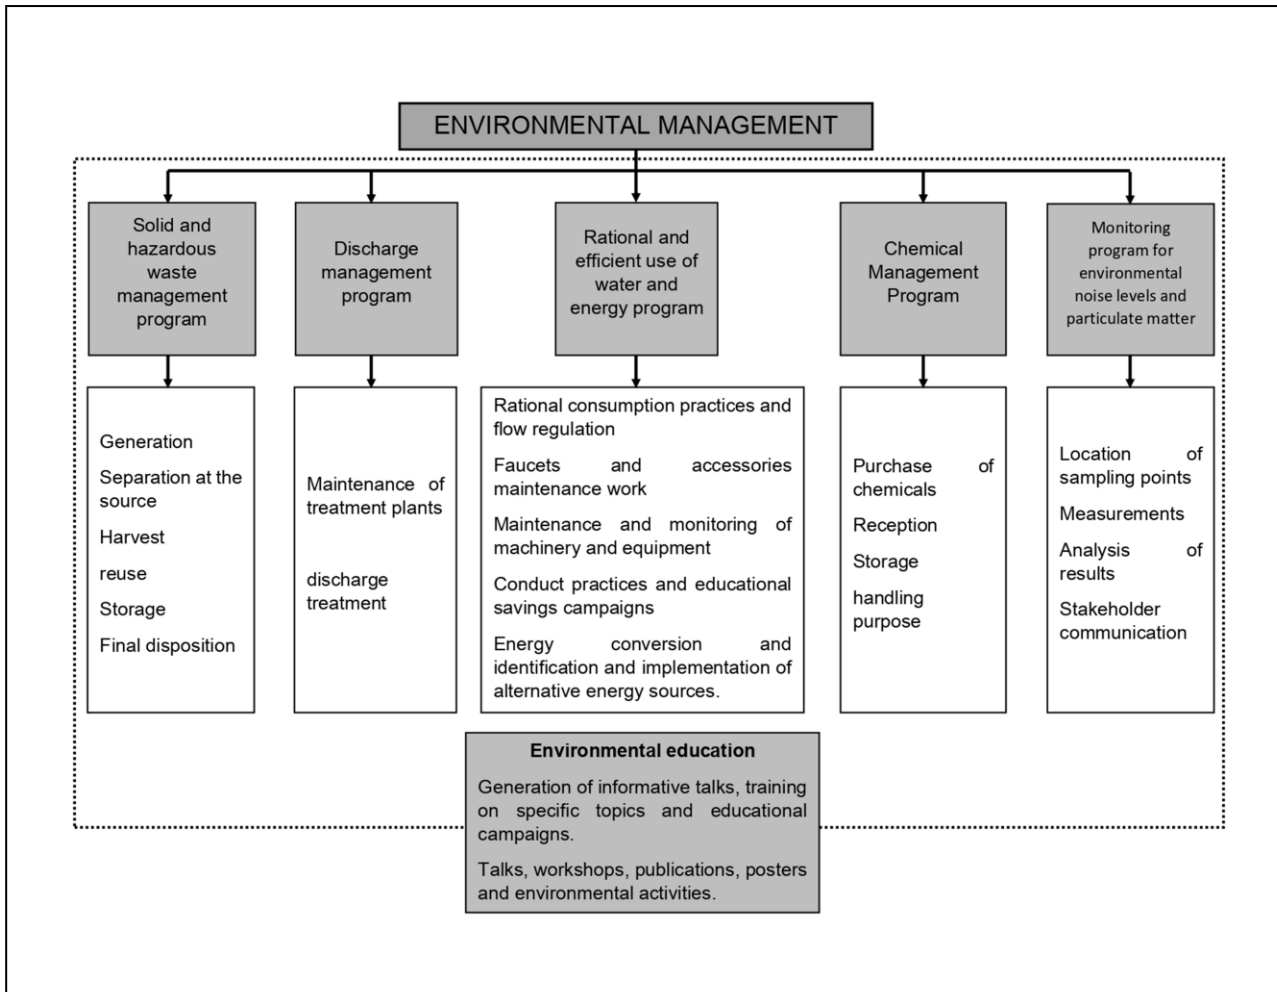 ENVIRONMENTAL MANAGEMENT
Solid and
hazardous
waste
management
program
Discharge
management
program
Rational and
efficient use of
water and
energy program
Chemical
Management
Program
Monitoring
program for
environmental
noise levels and
particulate matter
Generation
Separation at the
source
Harvest
reuse
Storage
Final disposition
Maintenance of
treatment plants
discharge
treatment
Rational consumption practices and
flow regulation
Faucets and accessories
maintenance work
Maintenance and monitoring of
machinery and equipment
Conduct practices and educational
savings campaigns
Energy conversion and
identification and implementation of
alternative energy sources.
Purchase of
chemicals
Reception
Storage
handling
purpose
Location of
sampling points
Measurements
Analysis of
results
Stakeholder
communication
Environmental education
Generation of informative talks, training
on specific topics and educational
campaigns.
Talks, workshops, publications, posters
and environmental activities.